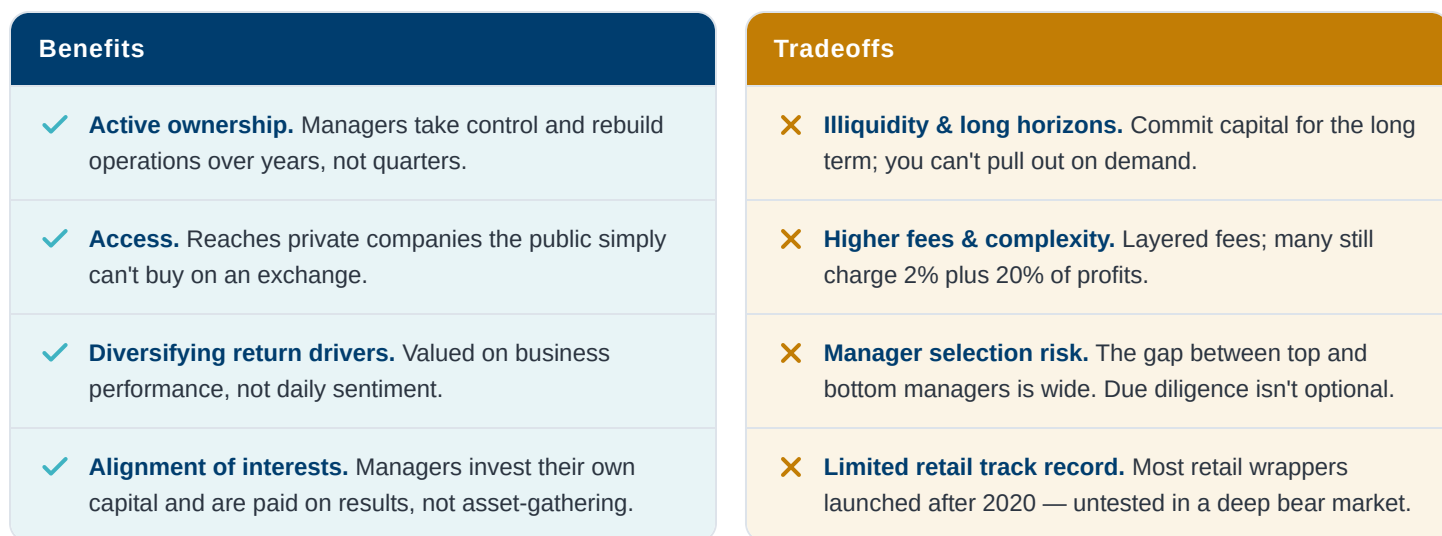 Benefits
Active ownership. Managers take control and rebuild
operations over years, not quarters.
Access. Reaches private companies the public simply
can't buy on an exchange.
Diversifying return drivers. Valued on business
performance, not daily sentiment.
Alignment of interests. Managers invest their own
capital and are paid on results, not asset-gathering.
Tradeoffs
Illiquidity & long horizons. Commit capital for the long
term; you can't pull out on demand.
Higher fees & complexity. Layered fees; many still
charge 2% plus 20% of profits.
Manager selection risk. The gap between top and
bottom managers is wide. Due diligence isn't optional.
Limited retail track record. Most retail wrappers
launched after 2020 — untested in a deep bear market.